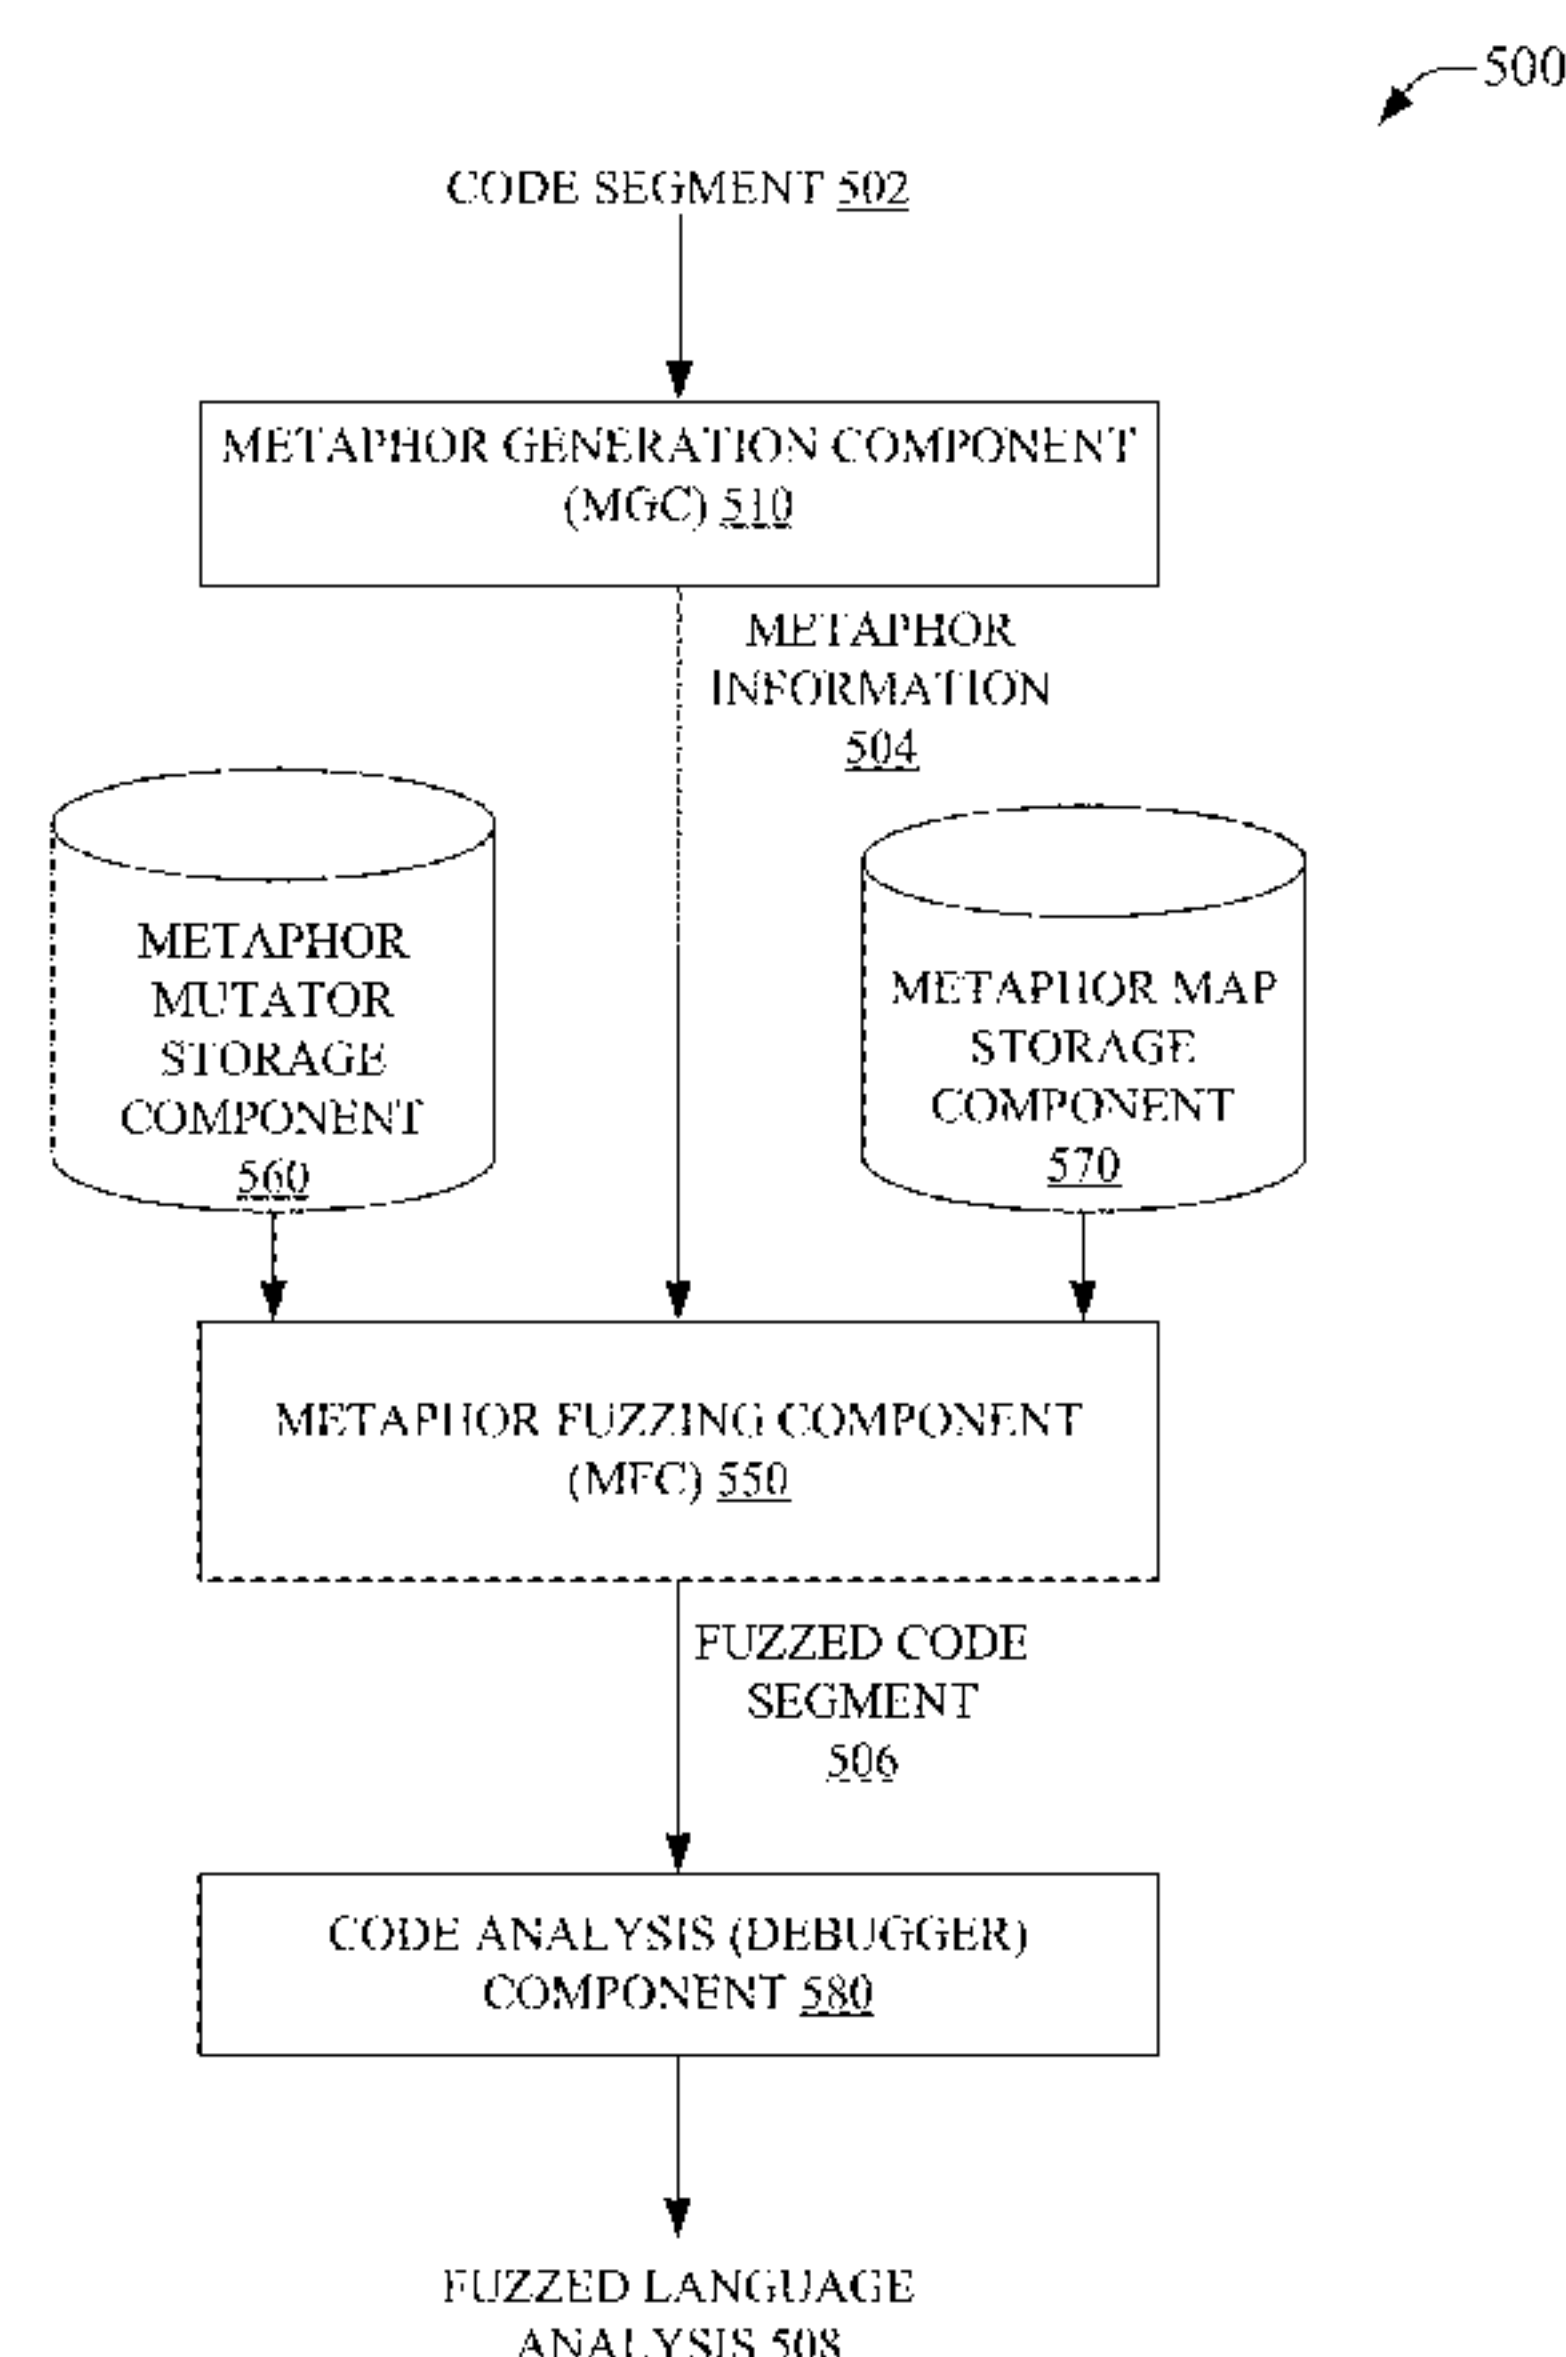 500
CODE SEGMENT 502
METAPHOR GENERATION COMPONENT
(MGC) 510
METAPHOR
INFORMATION
504
METAPHOR
MUTATOR
STORAGE
COMPONENT
560
METAPHOR MAP
STORAGE
COMPONENT
570
METAPHOR FUZZING COMPONENT
(MFC) 550
FUZZED CODE
SEGMENT
506
CODE ANALYSIS (DEBUGGER)
COMPONENT 580
FUZZED LANGUAGE
ANALYSIS 508